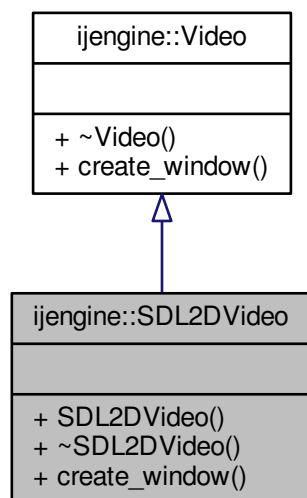 ijengine::Video
+ ~Video()
+ create_window()
ijengine::SDL2DVideo
+ SDL2DVideo()
+ ~SDL2DVideo()
+ create_window()